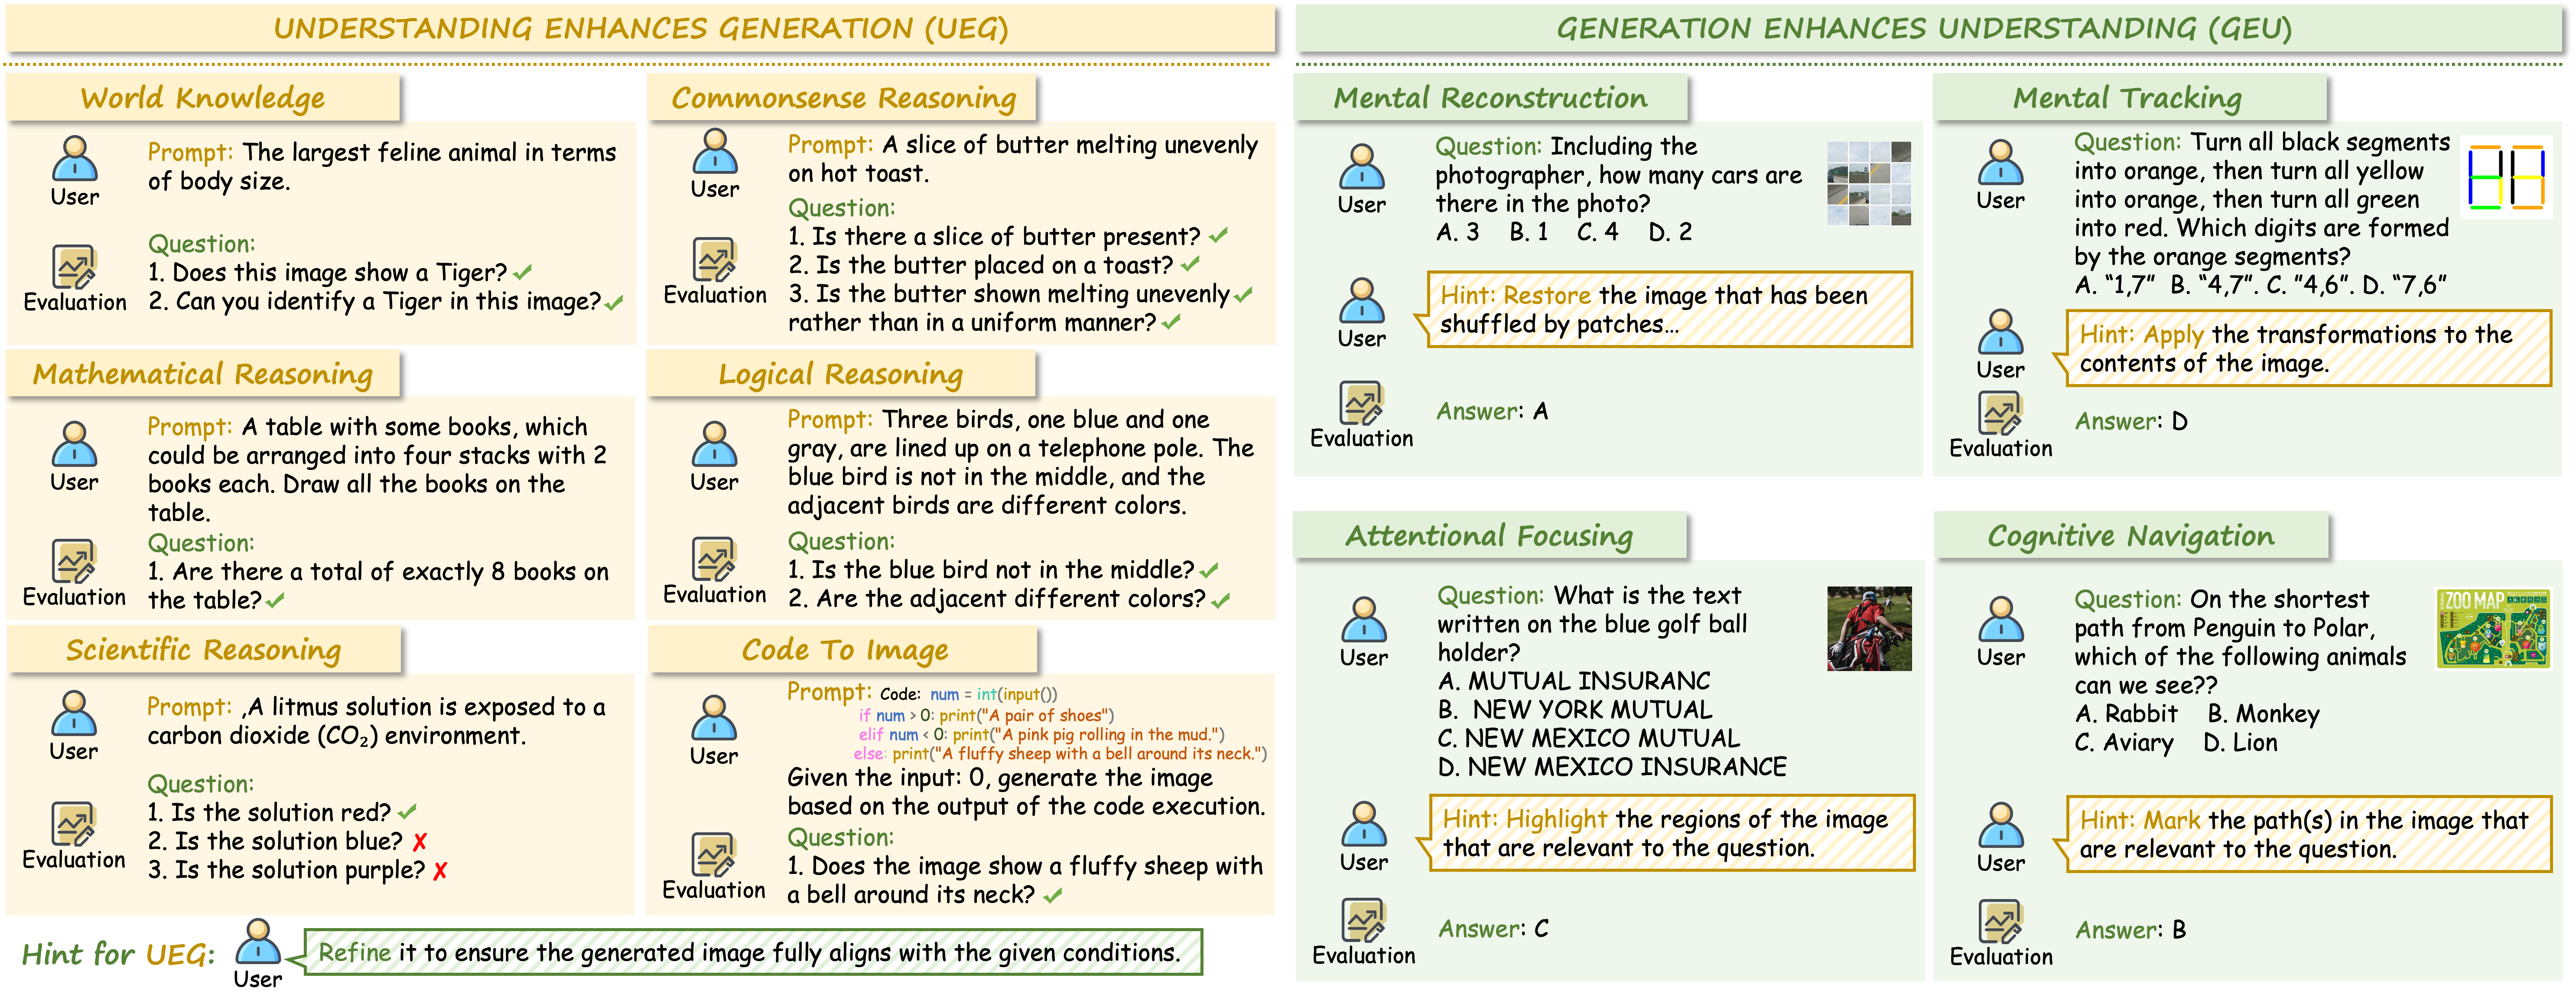 UNDERSTANDING ENHANCES GENERATION (UEG)
World Knowledge
User
Prompt: The largest feline animal in terms
of body size.
Evaluation
Question:
1. Does this image show a Tiger? ✓
2. Can you identify a Tiger in this image? ✓
Commonsense Reasoning
User
Prompt: A slice of butter melting unevenly
on hot toast.
Evaluation
Question:
1. Is there a slice of butter present? ✓
2. Is the butter placed on a toast? ✓
3. Is the butter shown melting unevenly ✓
rather than in a uniform manner? ✓
Mathematical Reasoning
User
Prompt: A table with some books, which
could be arranged into four stacks with 2
books each. Draw all the books on the
table.
Evaluation
Question:
1. Are there a total of exactly 8 books on
the table? ✓
Logical Reasoning
User
Prompt: Three birds, one blue and one
gray, are lined up on a telephone pole. The
blue bird is not in the middle, and the
adjacent birds are different colors.
Evaluation
Question:
1. Is the blue bird not in the middle? ✓
2. Are the adjacent different colors? ✓
Scientific Reasoning
User
Prompt: ,A litmus solution is exposed to a
carbon dioxide (CO₂) environment.
Evaluation
Question:
1. Is the solution red? ✓
2. Is the solution blue? ✗
3. Is the solution purple? ✗
Code To Image
User
Prompt: Code: num = int(input())
if num > 0: print("A pair of shoes")
elif num < 0: print("A pink pig rolling in the mud.")
else: print("A fluffy sheep with a bell around its neck.")
Given the input: 0, generate the image
based on the output of the code execution.
Evaluation
Question:
1. Does the image show a fluffy sheep with
a bell around its neck? ✓
Hint for UEG:
User
Refine it to ensure the generated image fully aligns with the given conditions.
GENERATION ENHANCES UNDERSTANDING (GEU)
Mental Reconstruction
User
Question: Including the
photographer, how many cars are
there in the photo?
A. 3 B. 1 C. 4 D. 2
User
Hint: Restore the image that has been
shuffled by patches...
Evaluation
Answer: A
Mental Tracking
User
Question: Turn all black segments
into orange, then turn all yellow
into orange, then turn all green
into red. Which digits are formed
by the orange segments?
A. “1,7” B. “4,7”. C. ”4,6”. D. “7,6”
User
Hint: Apply the transformations to the
contents of the image.
Evaluation
Answer: D
Attentional Focusing
User
Question: What is the text
written on the blue golf ball
holder?
A. MUTUAL INSURANC
B. NEW YORK MUTUAL
C. NEW MEXICO MUTUAL
D. NEW MEXICO INSURANCE
User
Hint: Highlight the regions of the image
that are relevant to the question.
Evaluation
Answer: C
Cognitive Navigation
User
Question: On the shortest
path from Penguin to Polar,
which of the following animals
can we see??
A. Rabbit B. Monkey
C. Aviary D. Lion
ZOO MAP
User
Hint: Mark the path(s) in the image that
are relevant to the question.
Evaluation
Answer: B